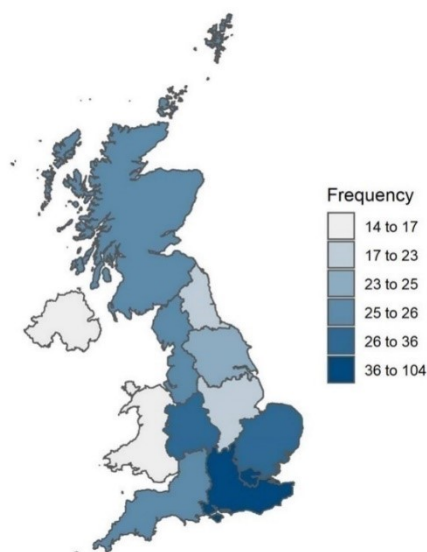 Frequency
14 to 17
17 to 23
23 to 25
25 to 26
26 to 36
36 to 104